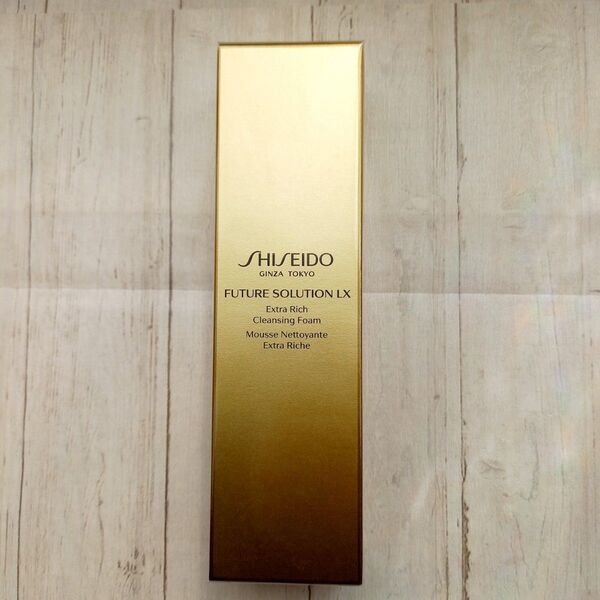 SHISEIDO
GINZA TOKYO
FUTURE SOLUTION LX
Extra Rich
Cleansing Foam
Mousse Nettoyante
Extra Riche